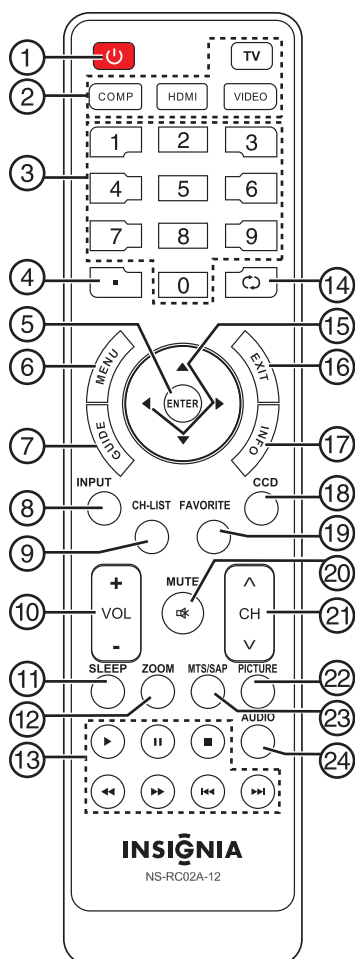 1
TV
2
COMP HDMI VIDEO
3
1 2 3
4 5 6
7 8 9
4
0
14
5
15
6
MENU
EXIT
16
ENTER
7
GUIDE
INFO
17
INPUT
CCD
8
18
CH-LIST FAVORITE
9
19
MUTE
20
10
+
VOL
-
CH
21
SLEEP ZOOM MTS/SAP PICTURE
11
22
12
23
AUDIO
13
24
INSIGNIA
NS-RC02A-12